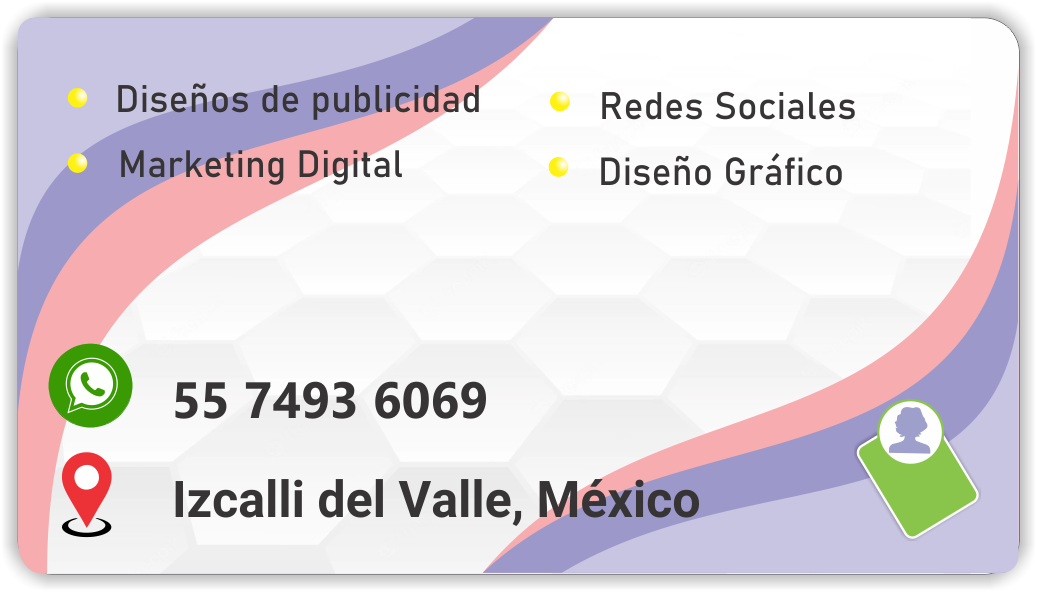 Diseños de publicidad
Marketing Digital
Redes Sociales
Diseño Gráfico
55 7493 6069
Izcalli del Valle, México